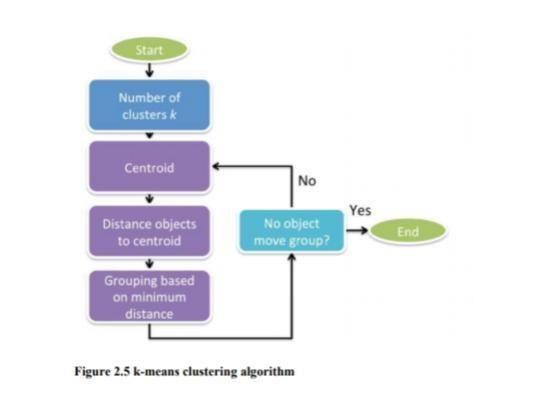 Start
Number of
clusters k
Centroid
No
Distance objects
to centroid
No object
move group?
Yes
End
Grouping based
on minimum
distance
Figure 2.5 k-means clustering algorithm